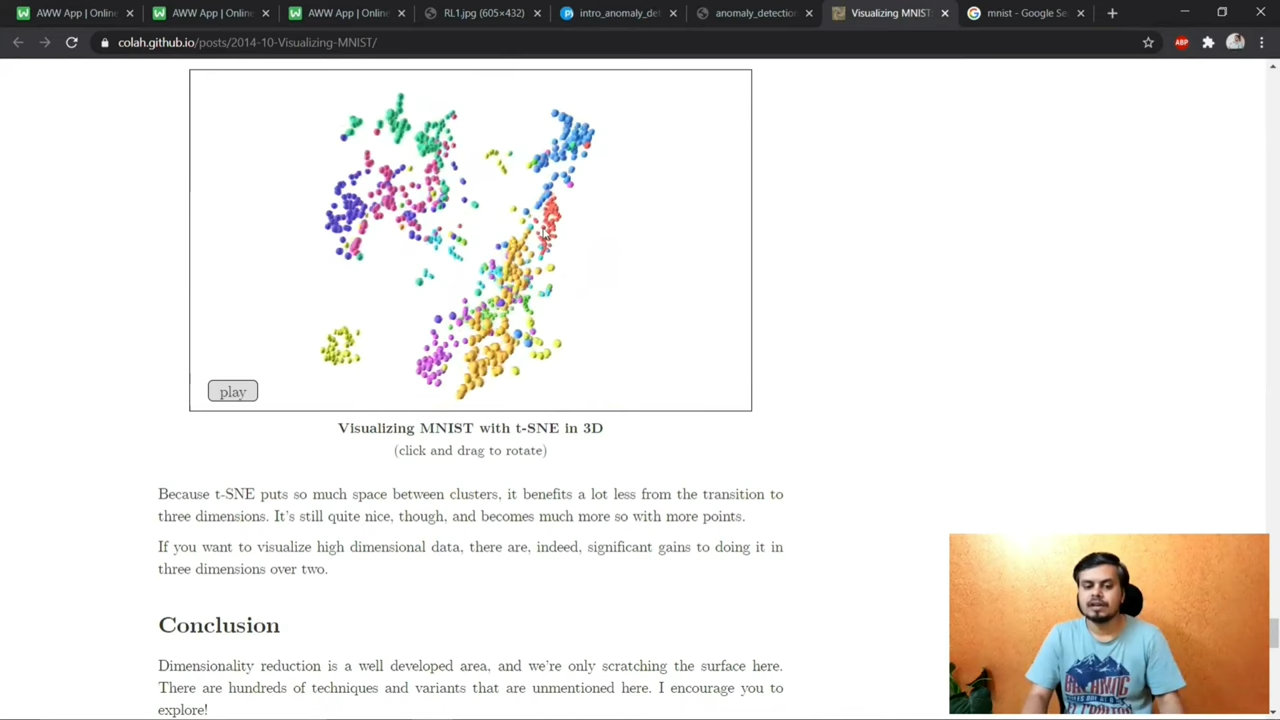 AWW App | Online
AWW App | Online
AWW App | Online
RL1.jpg (605×432)
intro_anomaly_de
anomaly_detection
Visualizing MNIST
mnist - Google Se
colah.github.io/posts/2014-10-Visualizing-MNIST/
ABP
play
Visualizing MNIST with t-SNE in 3D
(click and drag to rotate)
Because t-SNE puts so much space between clusters, it benefits a lot less from the transition to
three dimensions. It's still quite nice, though, and becomes much more so with more points.
If you want to visualize high dimensional data, there are, indeed, significant gains to doing it in
three dimensions over two.
Conclusion
Dimensionality reduction is a well developed area, and we're only scratching the surface here.
There are hundreds of techniques and variants that are unmentioned here. I encourage you to
explore!